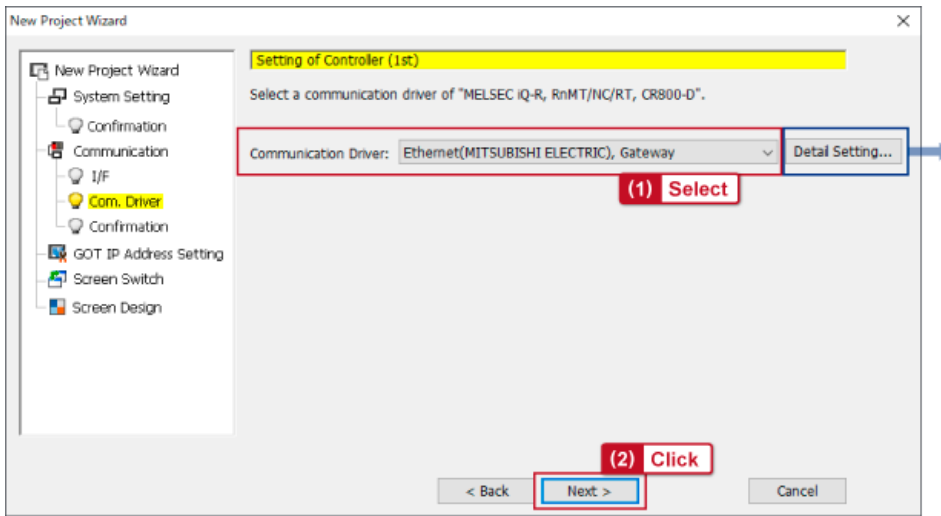 New Project Wizard
New Project Wizard
System Setting
Confirmation
Communication
I/F
Com. Driver
Confirmation
GOT IP Address Setting
Screen Switch
Screen Design
Setting of Controller (1st)
Select a communication driver of "MELSEC iQ-R, RnMT/NC/RT, CR800-D".
Communication Driver: Ethernet(MITSUBISHI ELECTRIC), Gateway Detail Setting...
(1) Select
(2) Click
< Back Next > Cancel